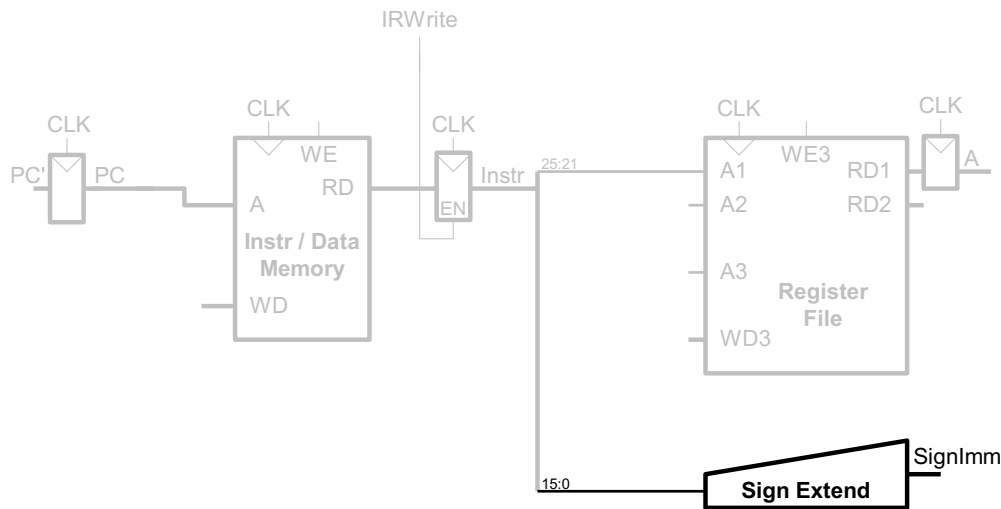 IRWrite
CLK
CLK
CLK
CLK
CLK
PC'
PC
WE
RD
A
Instr / Data
Memory
WD
EN
Instr
25:21
A1
WE3
RD1
A
A2
RD2
A3
Register
File
WD3
SignImm
15:0
Sign Extend